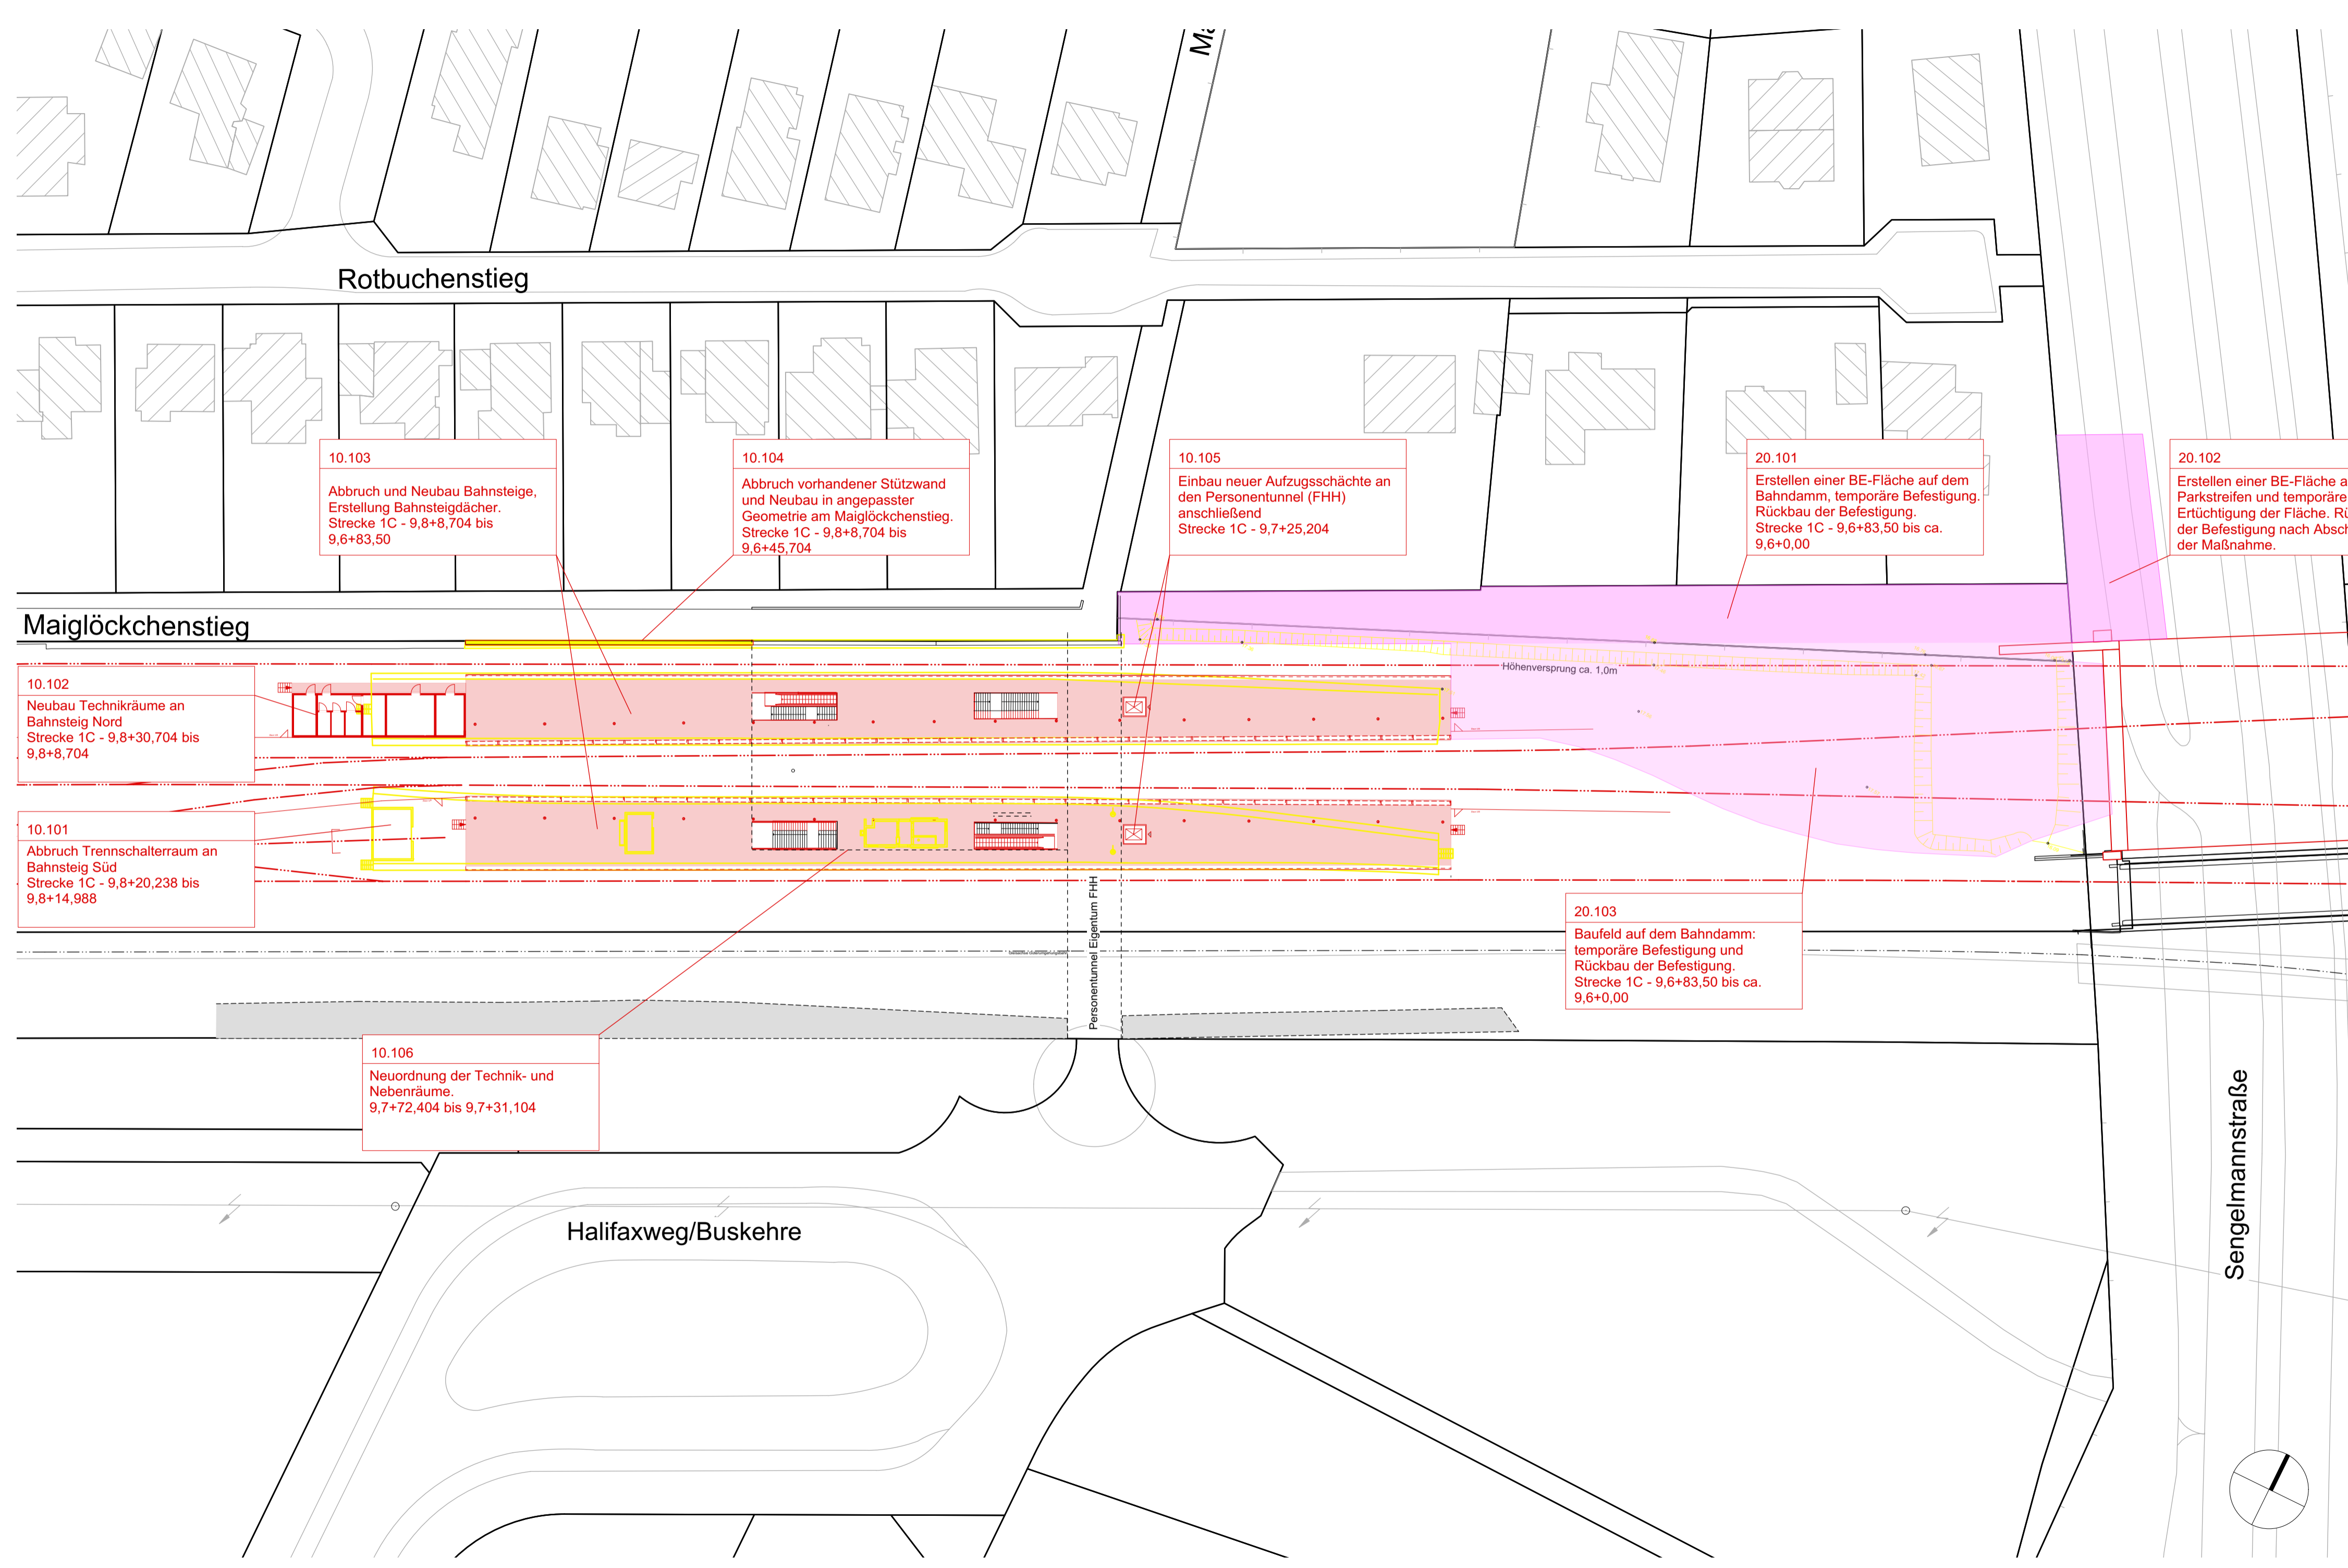 Ma
Rotbuchenstieg
10.103
Abbruch und Neubau Bahnsteige,
Erstellung Bahnsteigdächer.
Strecke 1C - 9,8+8,704 bis
9,6+83,50
10.104
Abbruch vorhandener Stützwand
und Neubau in angepasster
Geometrie am Maiglöckchenstieg.
Strecke 1C - 9,8+8,704 bis
9,6+45,704
10.105
Einbau neuer Aufzugsschächte an
den Personentunnel (FHH)
anschließend
Strecke 1C - 9,7+25,204
20.101
Erstellen einer BE-Fläche auf dem
Bahndamm, temporäre Befestigung.
Rückbau der Befestigung.
Strecke 1C - 9,6+83,50 bis ca.
9,6+0,00
20.102
Erstellen einer BE-Fläche a
Parkstreifen und temporäre
Ertüchtigung der Fläche. Rü
der Befestigung nach Absch
der Maßnahme.
Maiglöckchenstieg
Höhenversprung ca. 1,0m
10.102
Neubau Technikräume an
Bahnsteig Nord
Strecke 1C - 9,8+30,704 bis
9,8+8,704
10.101
Abbruch Trennschalterraum an
Bahnsteig Süd
Strecke 1C - 9,8+20,238 bis
9,8+14,988
20.103
Baufeld auf dem Bahndamm:
temporäre Befestigung und
Rückbau der Befestigung.
Strecke 1C - 9,6+83,50 bis ca.
9,6+0,00
Personentunnel Eigentum FHH
10.106
Neuordnung der Technik- und
Nebenräume.
9,7+72,404 bis 9,7+31,104
Halifaxweg/Buskehre
Sengelmannstraße